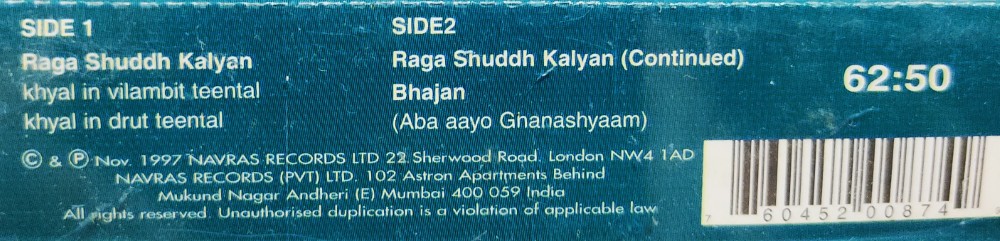 SIDE 1
Raga Shuddh Kalyan
khyal in vilambit teental
khyal in drut teental
SIDE2
Raga Shuddh Kalyan (Continued)
Bhajan
(Aba aayo Ghanashyaam)
62:50
© & ℗ Nov. 1997 NAVRAS RECORDS LTD 22 Sherwood Road. London NW4 1AD
NAVRAS RECORDS (PVT) LTD. 102 Astron Apartments Behind
Mukund Nagar Andheri (E) Mumbai 400 059 India
All rights reserved. Unauthorised duplication is a violation of applicable law
7 60452 00874